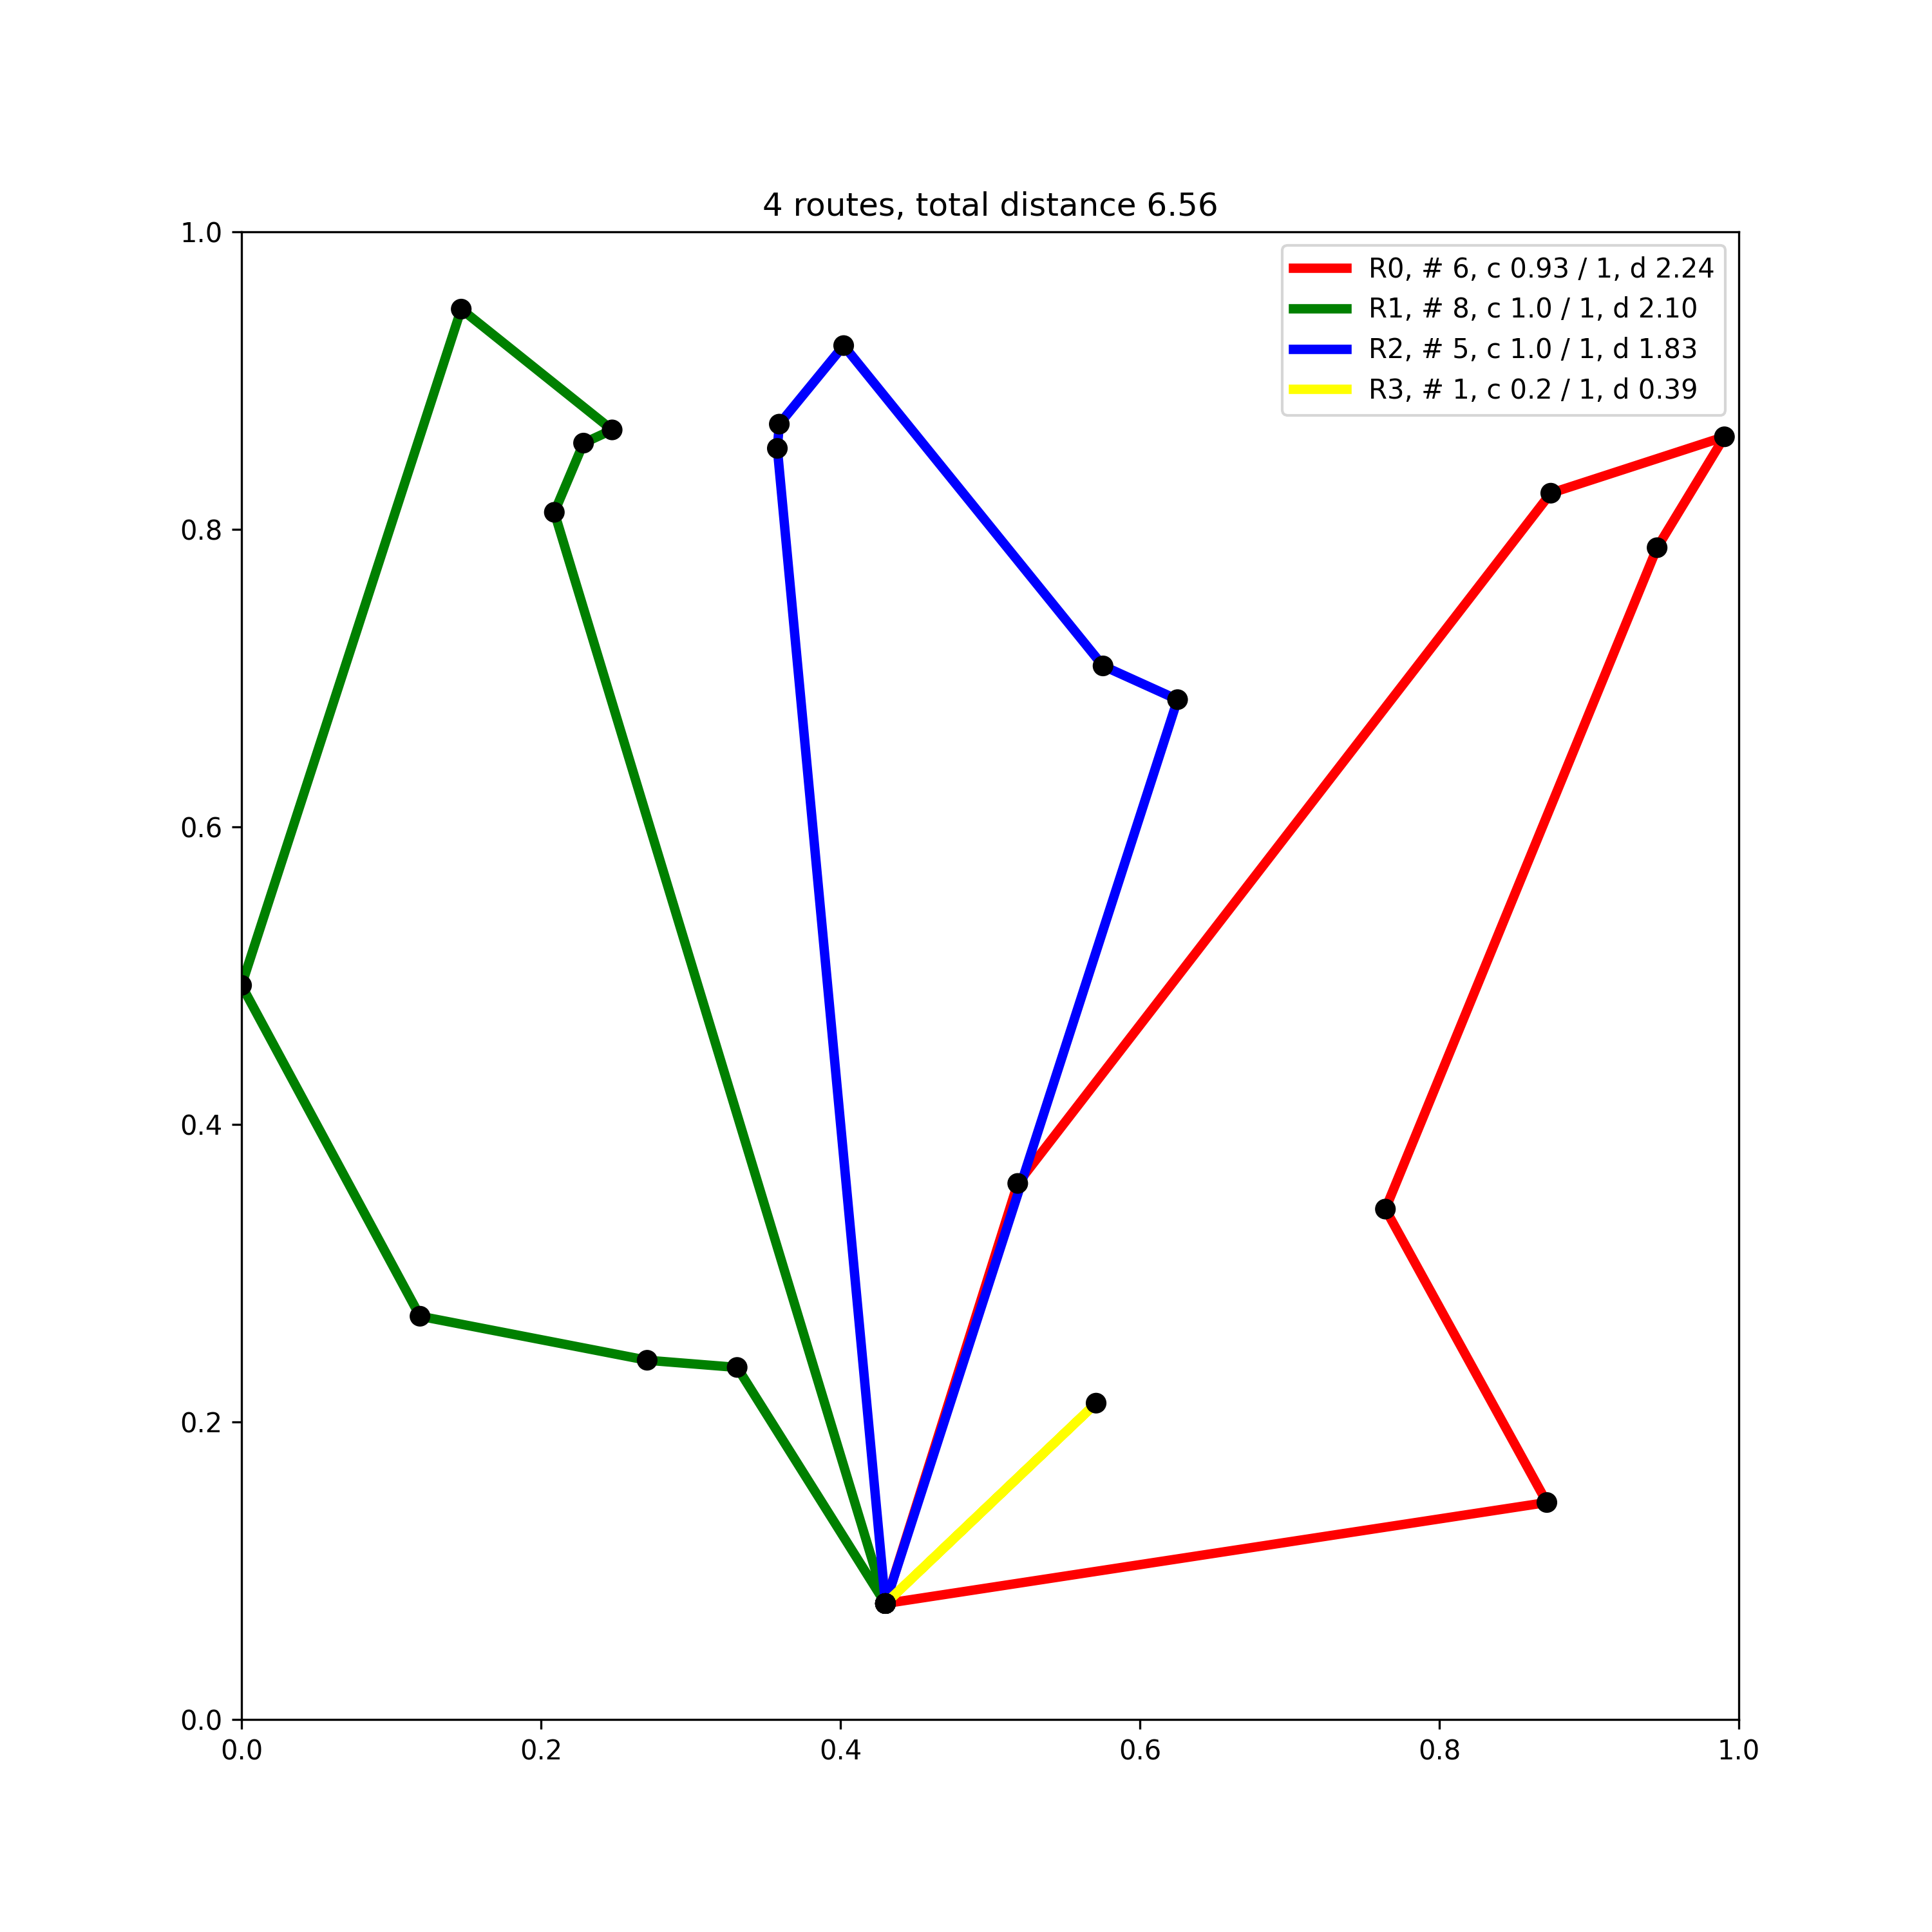 4 routes, total distance 6.56
R0, # 6, c 0.93 / 1, d 2.24
R1, # 8, c 1.0 / 1, d 2.10
R2, # 5, c 1.0 / 1, d 1.83
R3, # 1, c 0.2 / 1, d 0.39
1.0
0.8
0.6
0.4
0.2
0.0
0.0 0.2 0.4 0.6 0.8 1.0